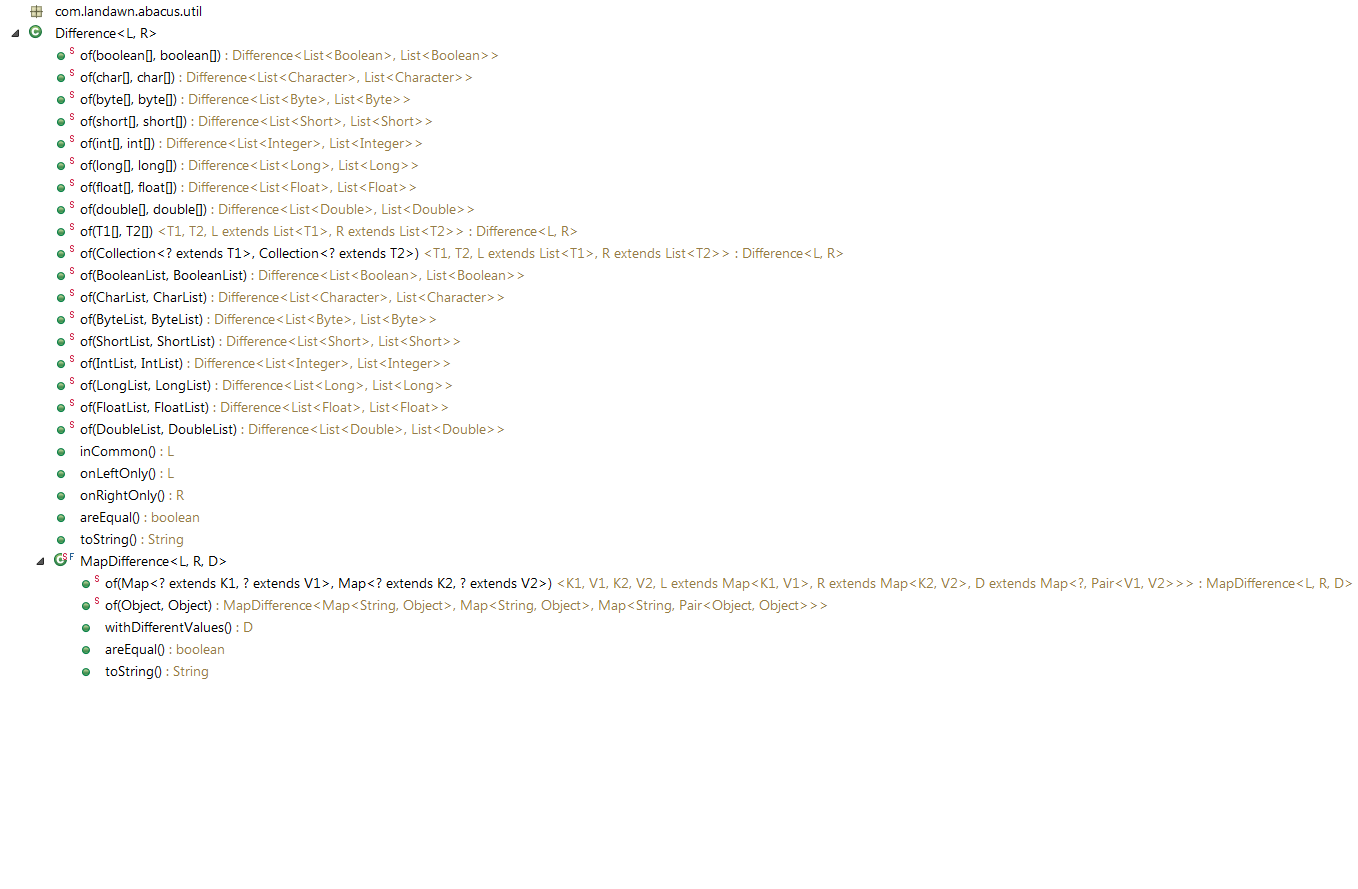 com.landawn.abacus.util
Difference<L, R>
of(boolean[], boolean[]) : Difference<List<Boolean>, List<Boolean>>
of(char[], char[]) : Difference<List<Character>, List<Character>>
of(byte[], byte[]) : Difference<List<Byte>, List<Byte>>
of(short[], short[]) : Difference<List<Short>, List<Short>>
of(int[], int[]) : Difference<List<Integer>, List<Integer>>
of(long[], long[]) : Difference<List<Long>, List<Long>>
of(float[], float[]) : Difference<List<Float>, List<Float>>
of(double[], double[]) : Difference<List<Double>, List<Double>>
of(T1[], T2[]) <T1, T2, L extends List<T1>, R extends List<T2>> : Difference<L, R>
of(Collection<? extends T1>, Collection<? extends T2>) <T1, T2, L extends List<T1>, R extends List<T2>> : Difference<L, R>
of(BooleanList, BooleanList) : Difference<List<Boolean>, List<Boolean>>
of(CharList, CharList) : Difference<List<Character>, List<Character>>
of(ByteList, ByteList) : Difference<List<Byte>, List<Byte>>
of(ShortList, ShortList) : Difference<List<Short>, List<Short>>
of(IntList, IntList) : Difference<List<Integer>, List<Integer>>
of(LongList, LongList) : Difference<List<Long>, List<Long>>
of(FloatList, FloatList) : Difference<List<Float>, List<Float>>
of(DoubleList, DoubleList) : Difference<List<Double>, List<Double>>
inCommon() : L
onLeftOnly() : L
onRightOnly() : R
areEqual() : boolean
toString() : String
MapDifference<L, R, D>
of(Map<? extends K1, ? extends V1>, Map<? extends K2, ? extends V2>) <K1, V1, K2, V2, L extends Map<K1, V1>, R extends Map<K2, V2>, D extends Map<?, Pair<V1, V2>>> : MapDifference<L, R, D>
of(Object, Object) : MapDifference<Map<String, Object>, Map<String, Object>, Map<String, Pair<Object, Object>>>
withDifferentValues() : D
areEqual() : boolean
toString() : String